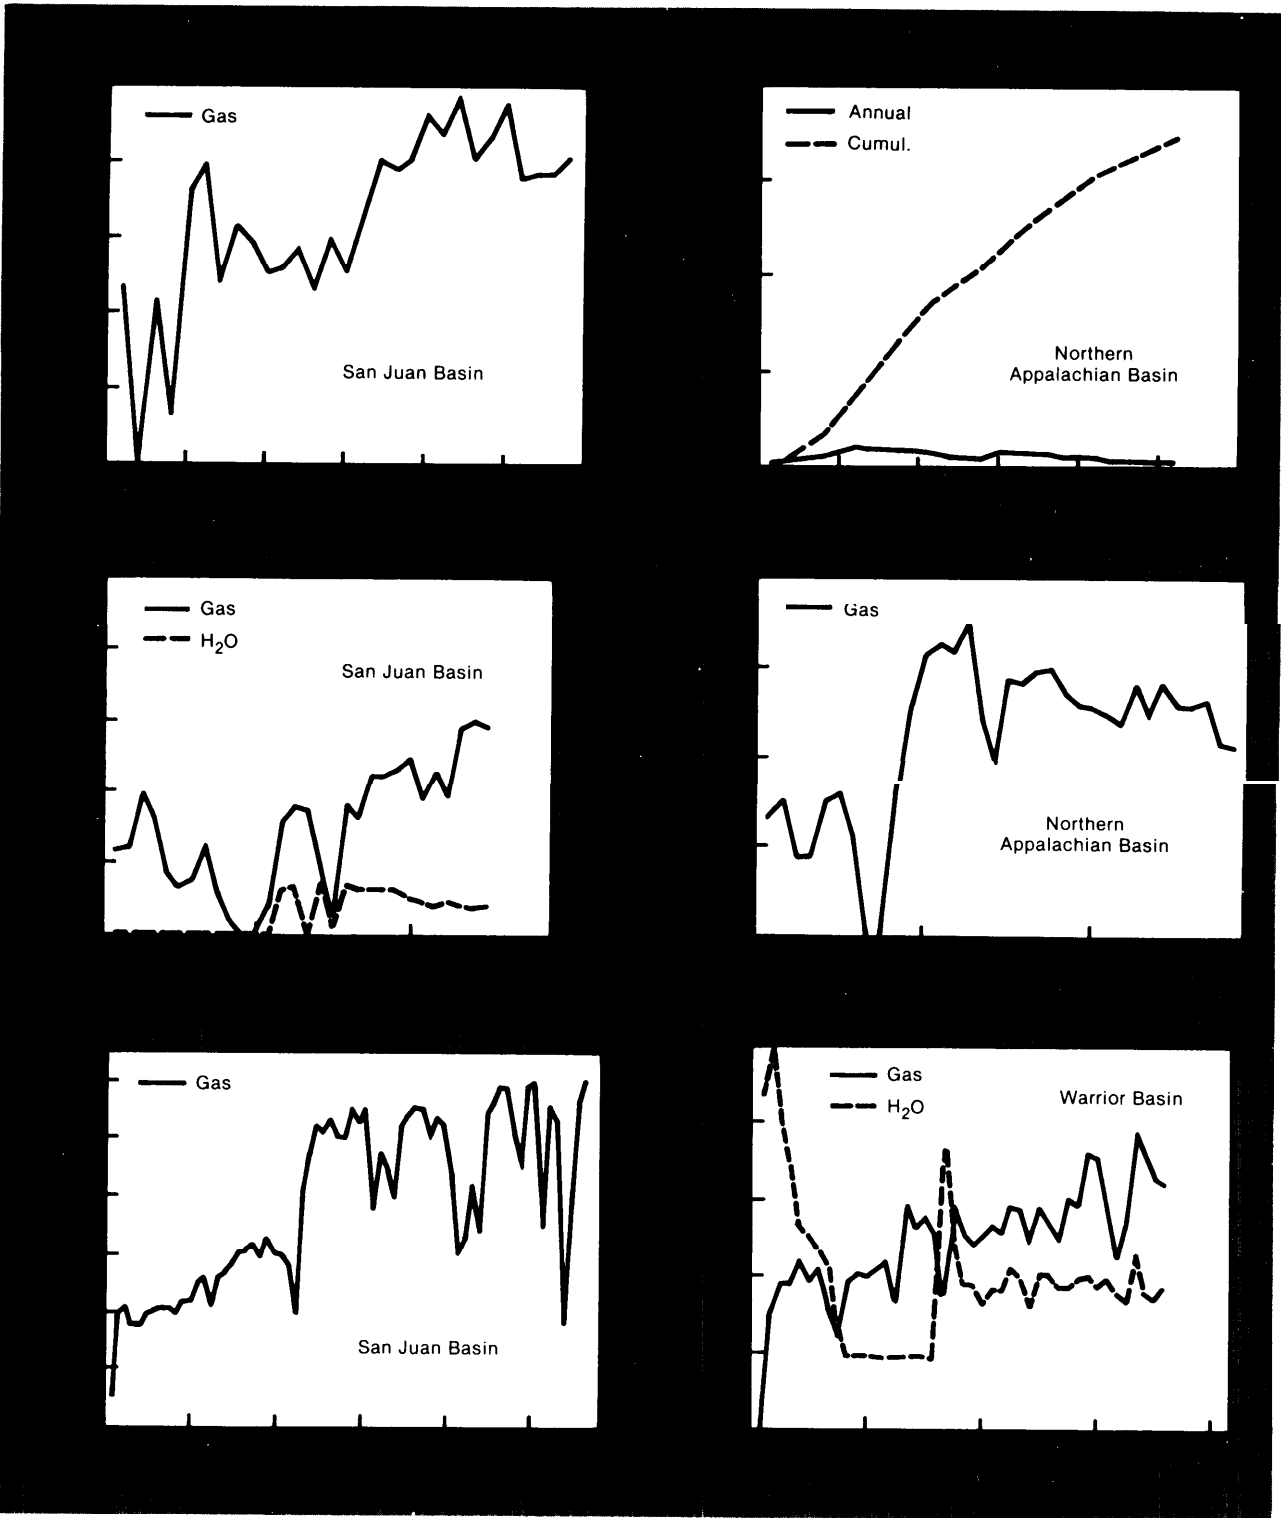 Gas
San Juan Basin
Annual
Cumul.
Northern
Appalachian Basin
Gas
H₂O
San Juan Basin
Gas
Northern
Appalachian Basin
Gas
San Juan Basin
Gas
H₂O
Warrior Basin